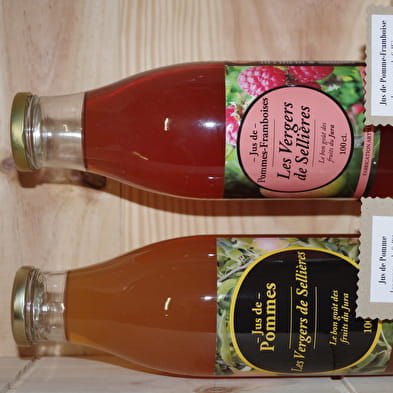 - Jus de -
Pommes-Framboises
Les Vergers
de Sellières
Le bon goût des
fruits du Jura
100 cl.
Jus de Pomme-Framboise
- Jus de -
Pommes
Les Vergers de Sellières
Le bon goût des
fruits du Jura
Jus de Pomme